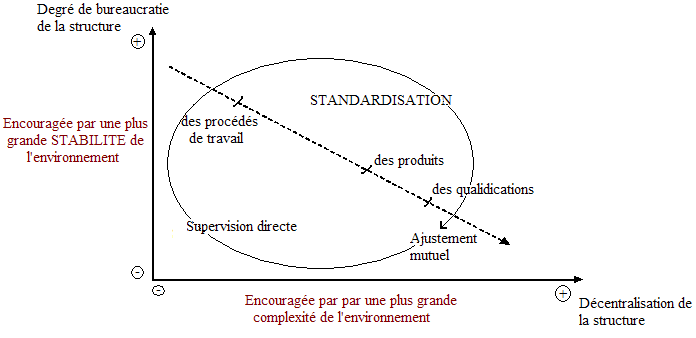 Degré de bureaucratie
de la structure
+
STANDARDISATION
Encouragée par une plus
grande STABILITE de
l'environnement
des procédés
de travail
des produits
des qualidications
Supervision directe
Ajustement
mutuel
-
-
+
Encouragée par par une plus grande
complexité de l'environnement
Décentralisation de
la structure